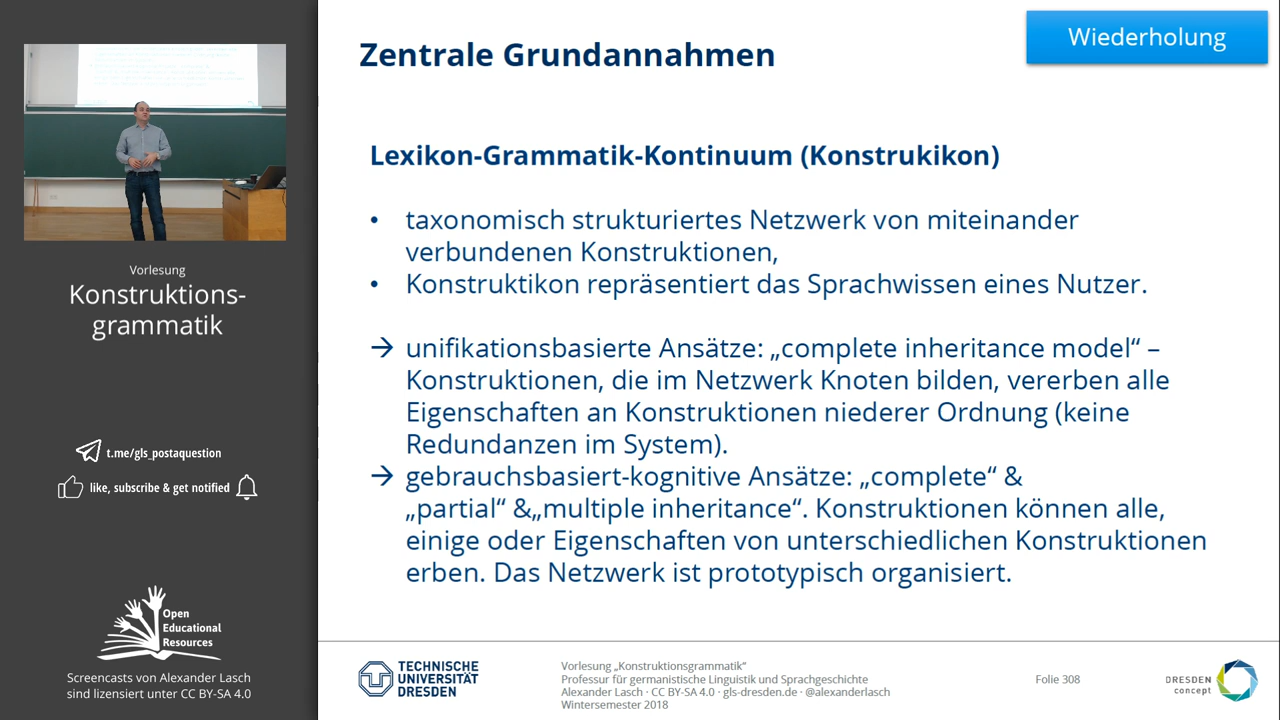 Vorlesung
Konstruktions-
grammatik
t.me/gls_postaquestion
like, subscribe & get notified
Open
Educational
Resources
Screencasts von Alexander Lasch
sind lizensiert unter CC BY-SA 4.0
Wiederholung
Zentrale Grundannahmen
Lexikon-Grammatik-Kontinuum (Konstrukikon)
• taxonomisch strukturiertes Netzwerk von miteinander
verbundenen Konstruktionen,
• Konstruktikon repräsentiert das Sprachwissen eines Nutzer.
→ unifikationsbasierte Ansätze: „complete inheritance model“ –
Konstruktionen, die im Netzwerk Knoten bilden, vererben alle
Eigenschaften an Konstruktionen niederer Ordnung (keine
Redundanzen im System).
→ gebrauchsbasiert-kognitive Ansätze: „complete“ &
„partial“ &„multiple inheritance“. Konstruktionen können alle,
einige oder Eigenschaften von unterschiedlichen Konstruktionen
erben. Das Netzwerk ist prototypisch organisiert.
TECHNISCHE
UNIVERSITÄT
DRESDEN
Vorlesung „Konstruktionsgrammatik“
Professur für germanistische Linguistik und Sprachgeschichte
Alexander Lasch · CC BY-SA 4.0 · gls-dresden.de · @alexanderlasch
Wintersemester 2018
Folie 308
DRESDEN
concept